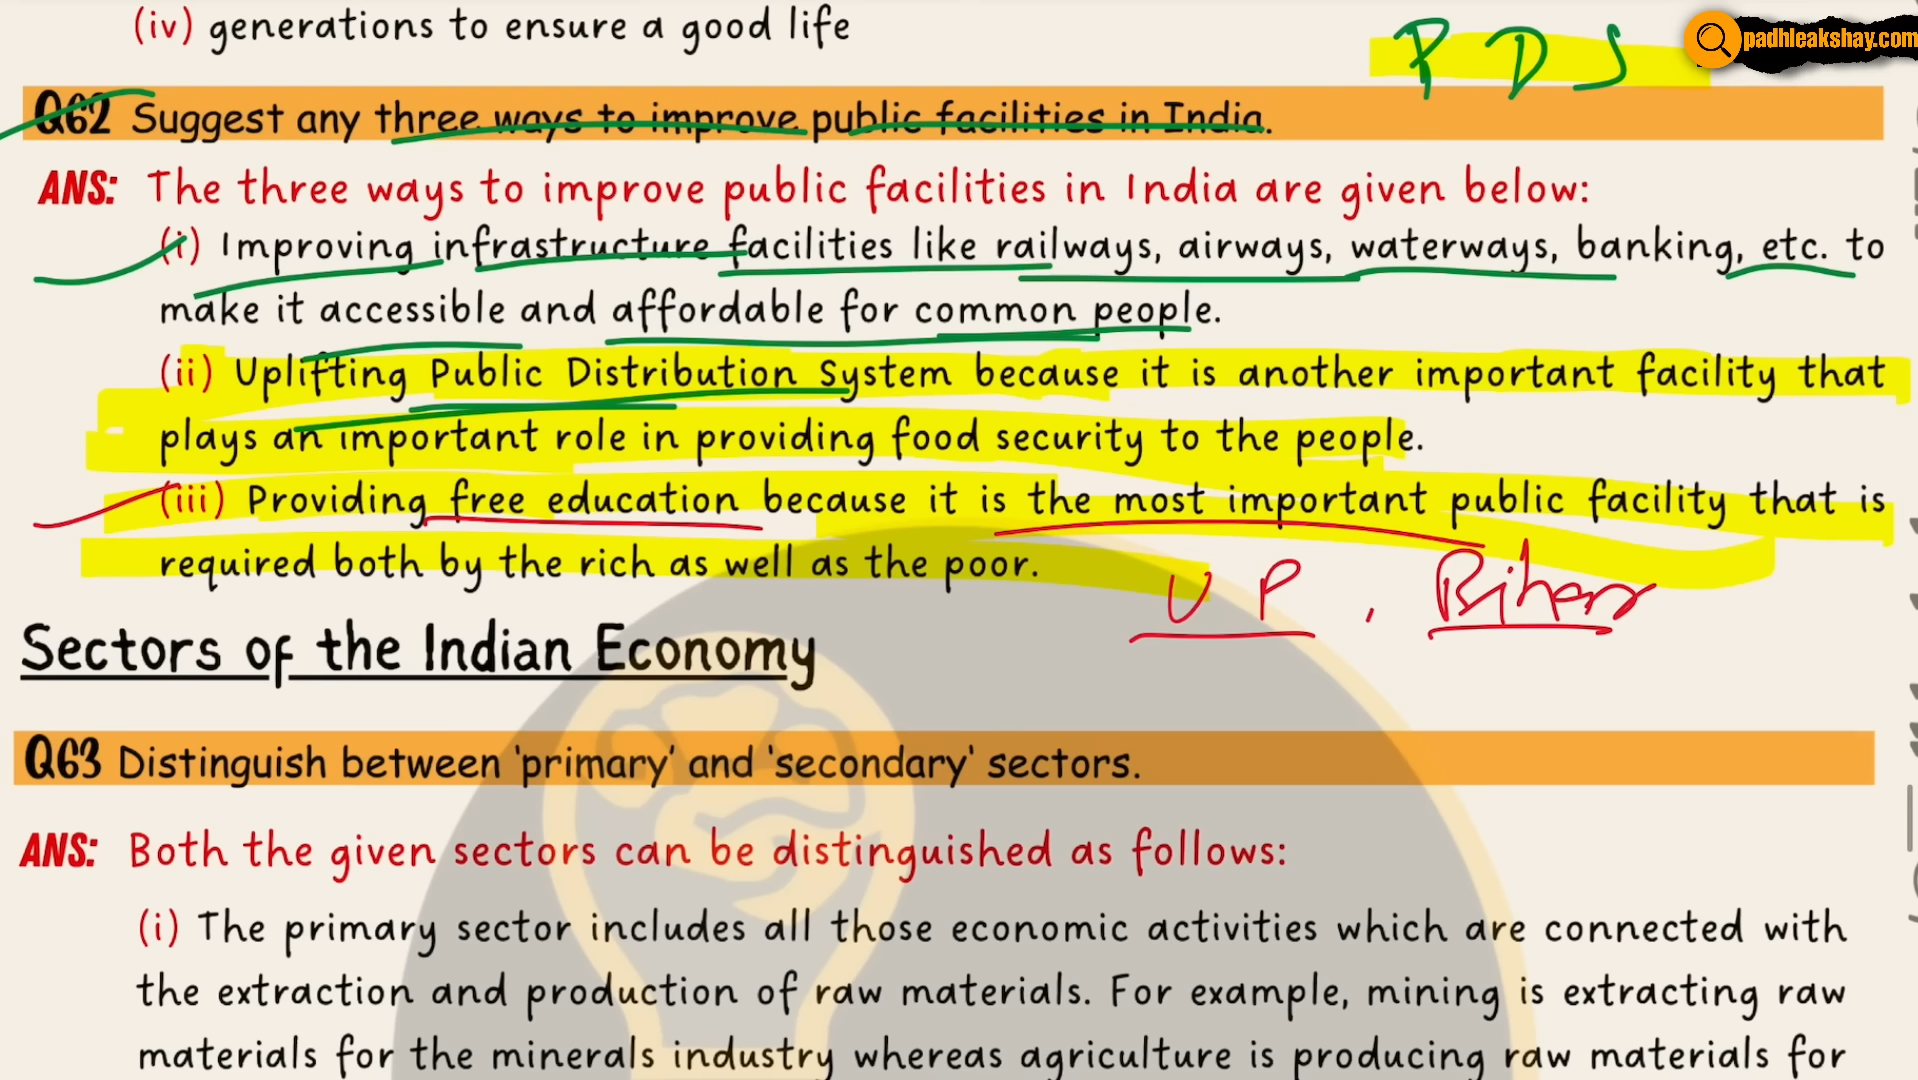 (iv) generations to ensure a good life
P D S
padhleakshay.com
Q62 Suggest any three ways to improve public facilities in India.
ANS: The three ways to improve public facilities in India are given below:
(i) Improving infrastructure facilities like railways, airways, waterways, banking, etc. to
make it accessible and affordable for common people.
(ii) Uplifting Public Distribution System because it is another important facility that
plays an important role in providing food security to the people.
(iii) Providing free education because it is the most important public facility that is
required both by the rich as well as the poor.
U P , Bihar
Sectors of the Indian Economy
Q63 Distinguish between 'primary' and 'secondary' sectors.
ANS: Both the given sectors can be distinguished as follows:
(i) The primary sector includes all those economic activities which are connected with
the extraction and production of raw materials. For example, mining is extracting raw
materials for the minerals industry whereas agriculture is producing raw materials for